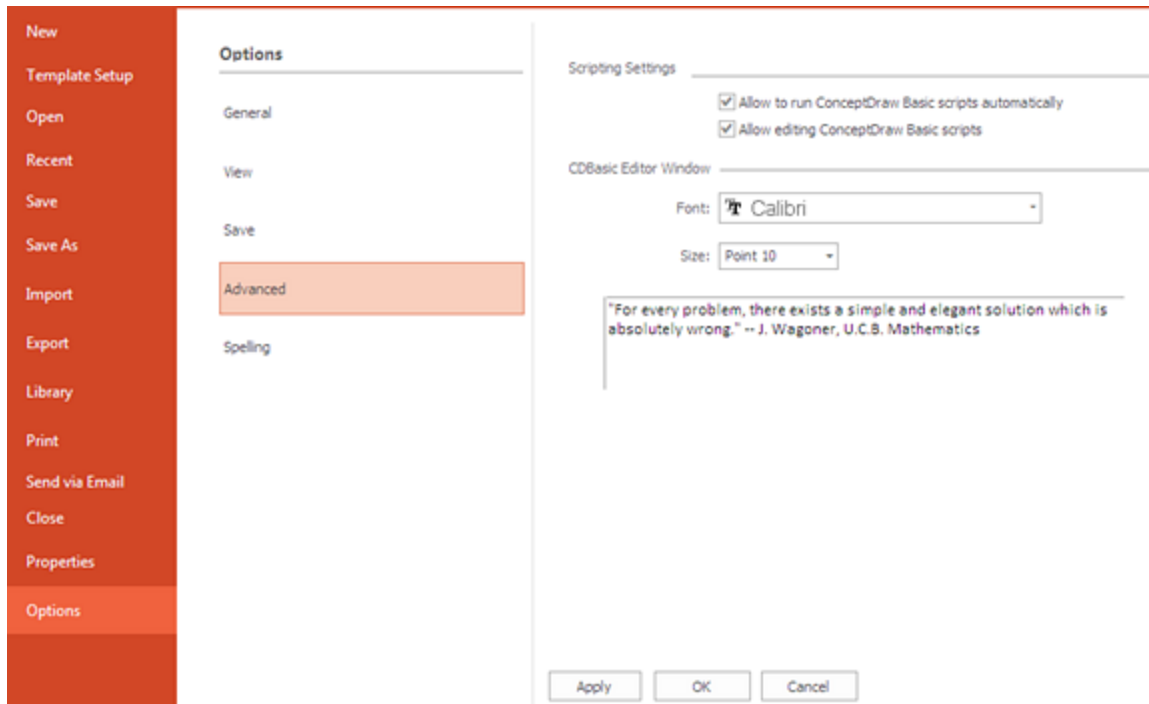 New
Template Setup
Open
Recent
Save
Save As
Import
Export
Library
Print
Send via Email
Close
Properties
Options
Options
General
View
Save
Advanced
Spelling
Scripting Settings
Allow to run ConceptDraw Basic scripts automatically
Allow editing ConceptDraw Basic scripts
CDBasic Editor Window
Font: Calibri
Size: Point 10
"For every problem, there exists a simple and elegant solution which is
absolutely wrong." -- J. Wagoner, U.C.B. Mathematics
Apply OK Cancel